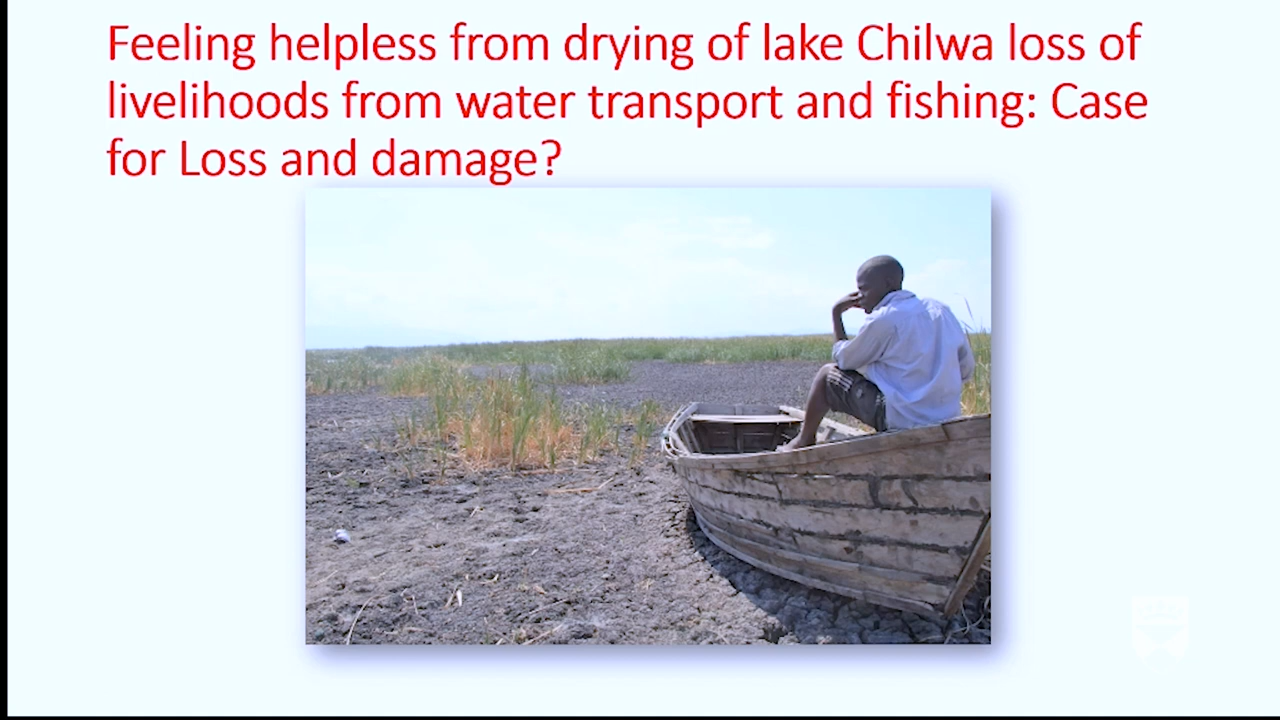 Feeling helpless from drying of lake Chilwa loss of
livelihoods from water transport and fishing: Case
for Loss and damage?